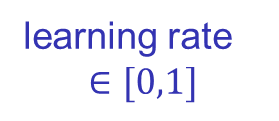 learning rate
∈ [0,1]